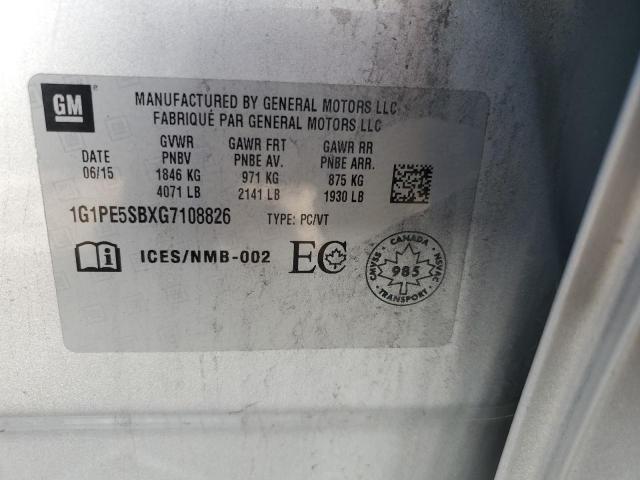 GM
MANUFACTURED BY GENERAL MOTORS LLC
FABRIQUÉ PAR GENERAL MOTORS LLC
DATE
06/15
GVWR
PNBV
1846 KG
4071 LB
GAWR FRT
PNBE AV.
971 KG
2141 LB
GAWR RR
PNBE ARR.
875 KG
1930 LB
1G1PE5SBXG7108826 TYPE: PC/VT
ICES/NMB-002 EC
CANADA
CMVSS
985
NSVAC
TRANSPORT